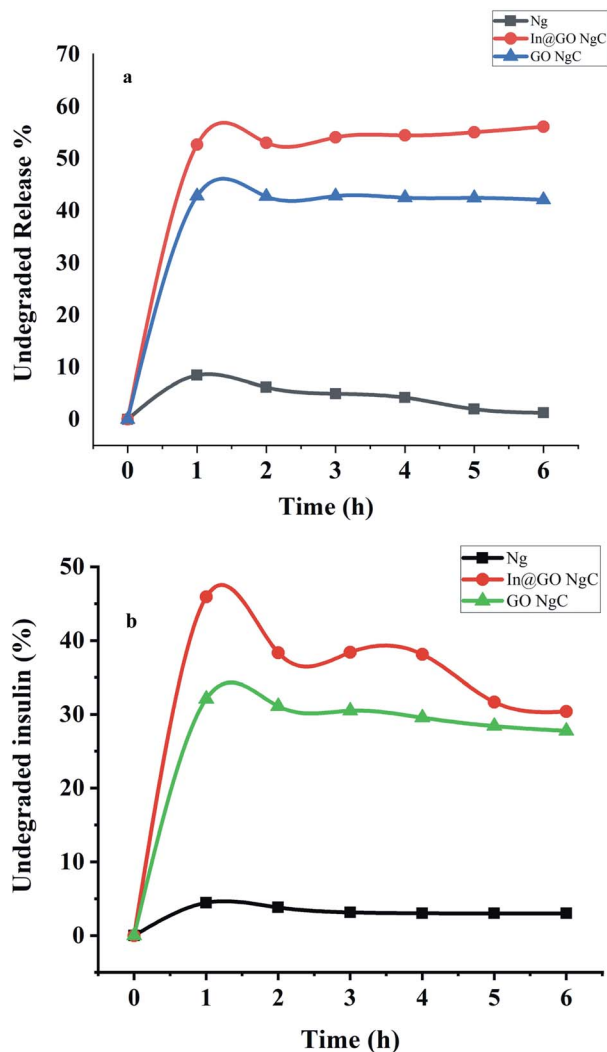 a
Ng
In@GO NgC
GO NgC
Undegraded Release %
70
60
50
40
30
20
10
0
0 1 2 3 4 5 6
Time (h)
b
Ng
In@GO NgC
GO NgC
Undegraded insulin (%)
50
40
30
20
10
0
0 1 2 3 4 5 6
Time (h)